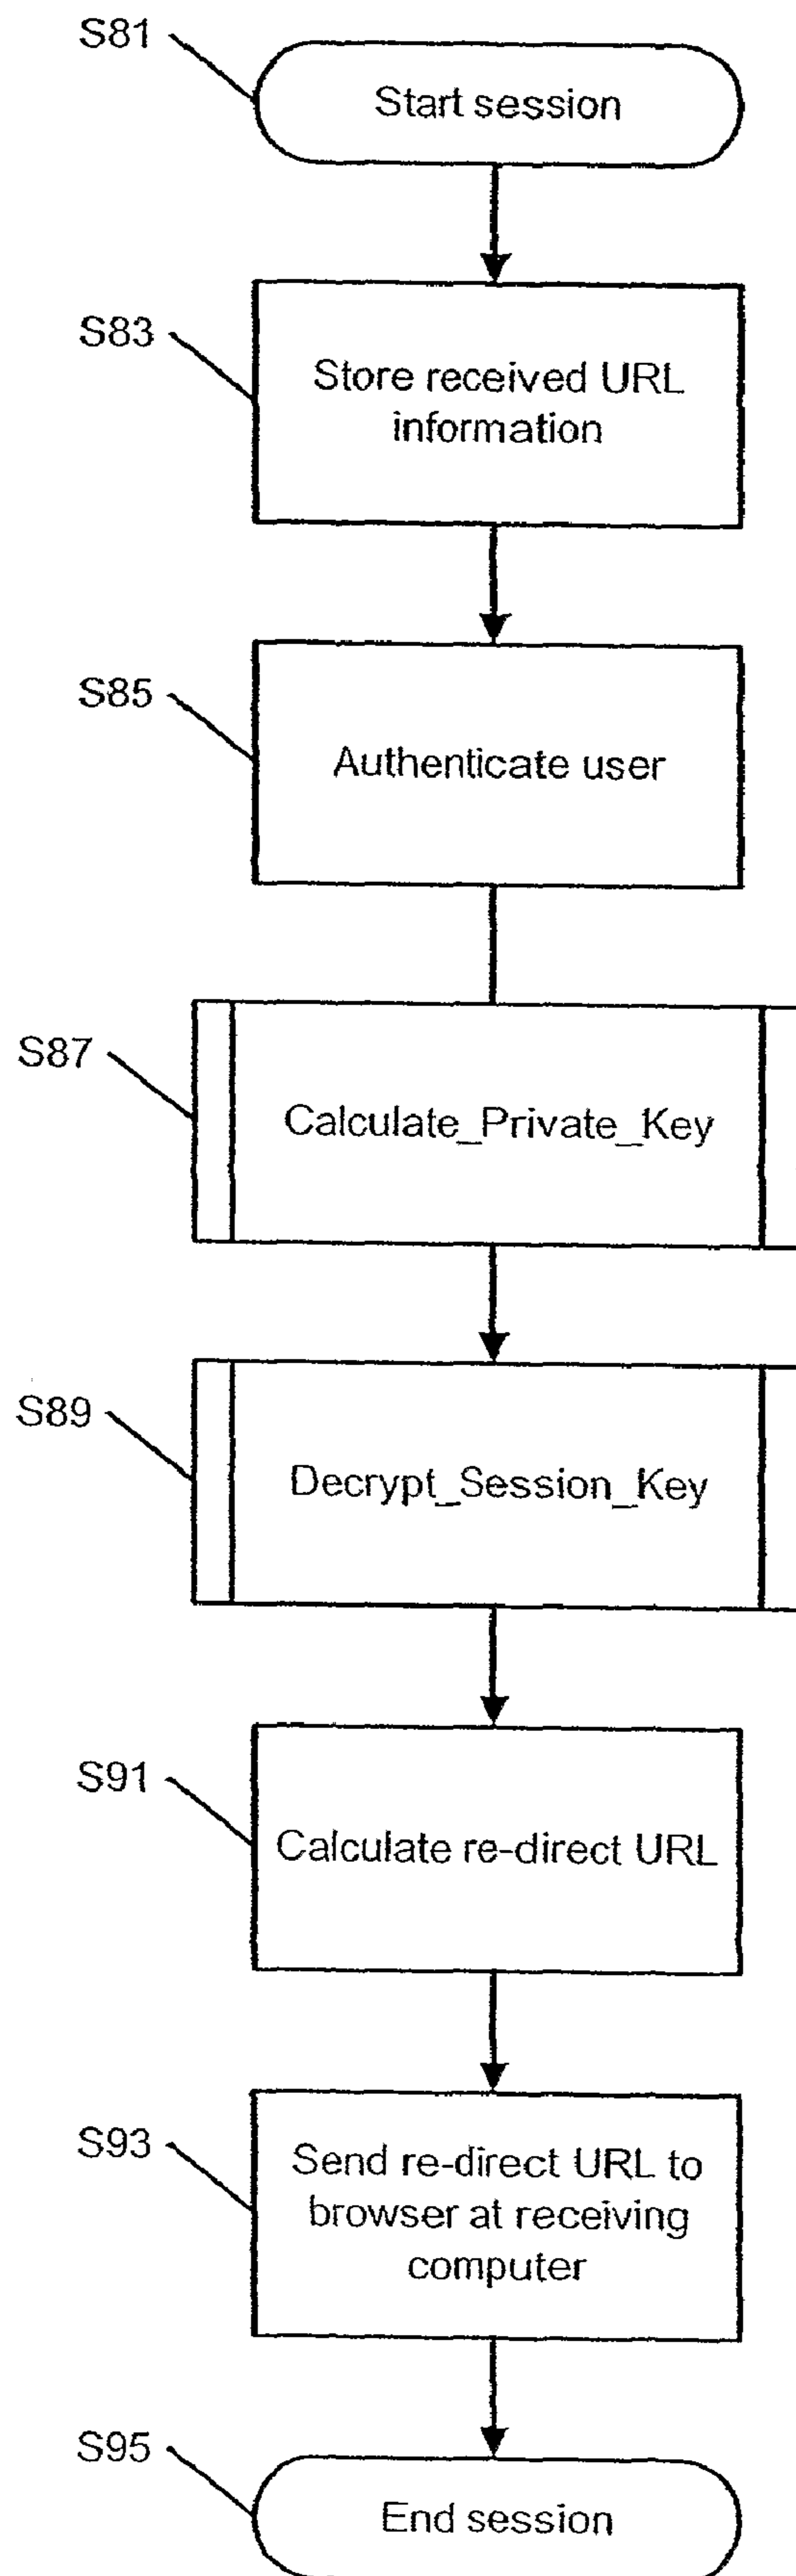 S81
Start session
S83
Store received URL
information
S85
Authenticate user
S87
Calculate_Private_Key
S89
Decrypt_Session_Key
S91
Calculate re-direct URL
S93
Send re-direct URL to
browser at receiving
computer
S95
End session